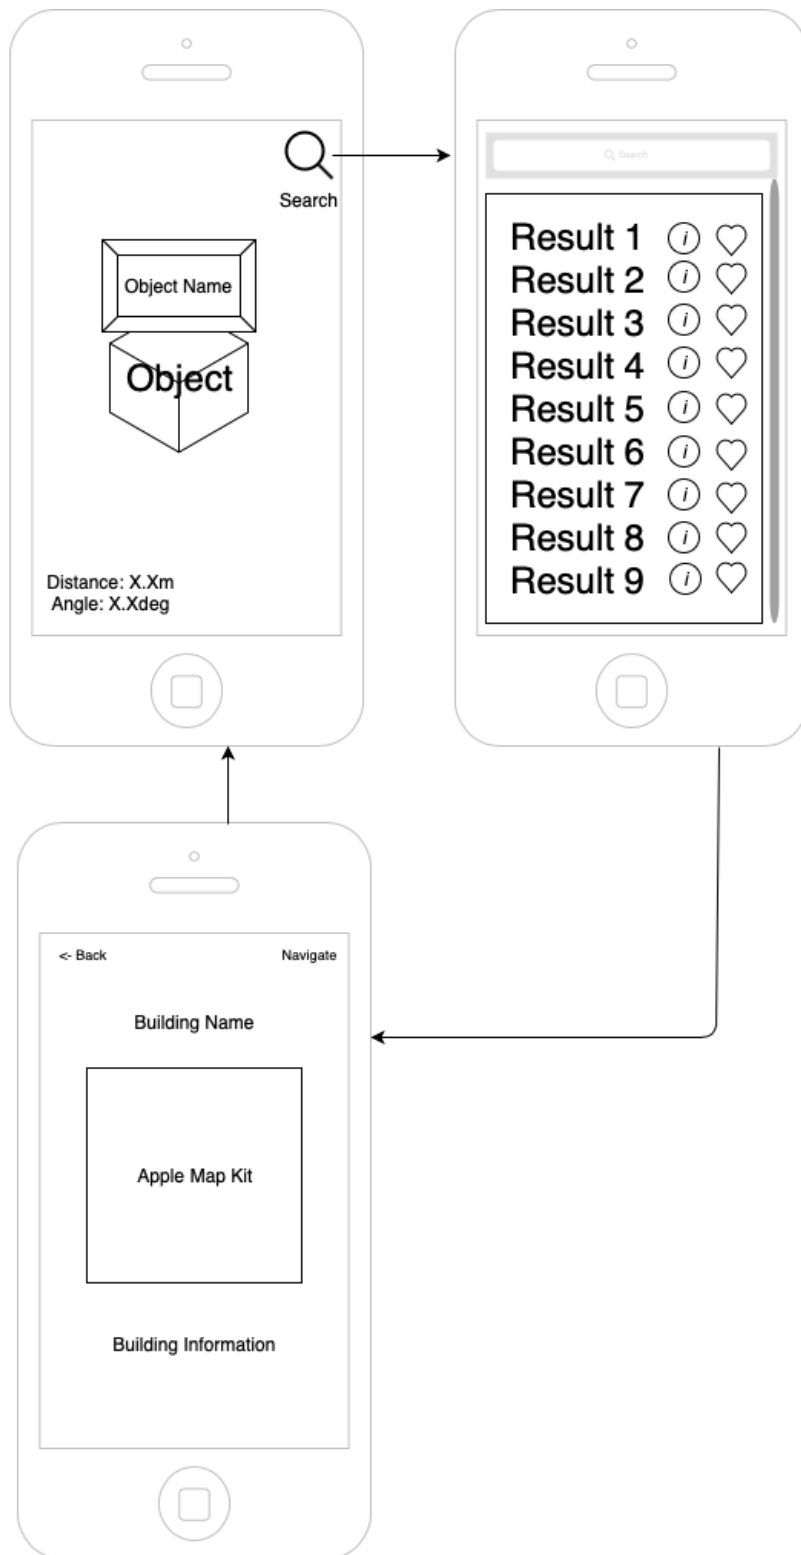 Search
Object Name
Object
Distance: X.Xm
Angle: X.Xdeg
Search
Result 1 i
Result 2 i
Result 3 i
Result 4 i
Result 5 i
Result 6 i
Result 7 i
Result 8 i
Result 9 i
<- Back
Navigate
Building Name
Apple Map Kit
Building Information